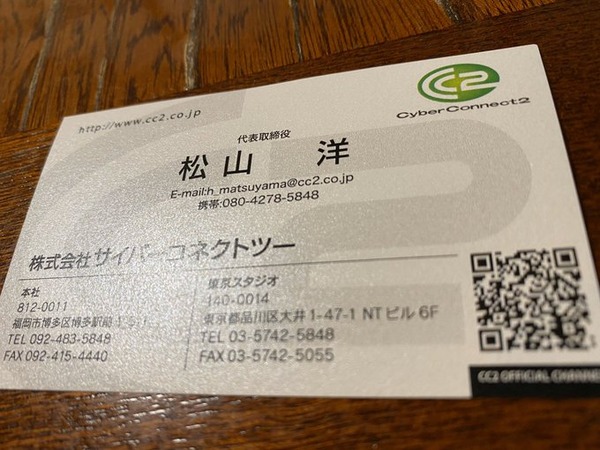 http://www.cc2.co.jp
CC2
CyberConnect2
代表取締役
松山 洋
E-mail:h_matsuyama@cc2.co.jp
携帯:080-4278-5848
株式会社 サイバーコネクトツー
本社
812-0011
福岡市博多区博多駅前
TEL 092-483-5848
FAX 092-415-4440
東京スタジオ
140-0014
東京都品川区大井1-47-1 NTビル 6F
TEL 03-5742-5848
FAX 03-5742-5055
CC2 OFFICIAL CHANNE